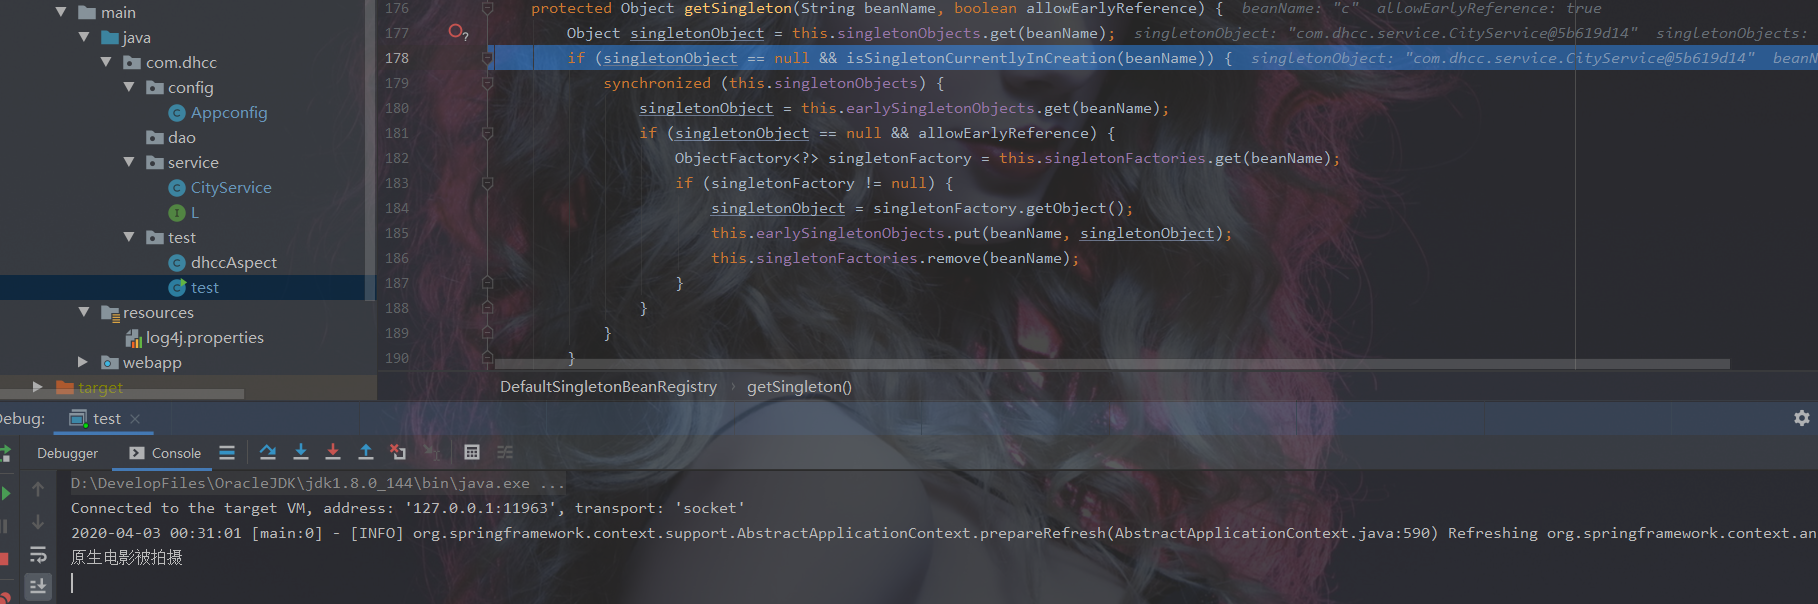 main
java
com.dhcc
config
Appconfig
dao
service
CityService
I L
test
dhccAspect
test
resources
log4j.properties
webapp
target
176 protected Object getSingleton(String beanName, boolean allowEarlyReference) { beanName: "c" allowEarlyReference: true
177 Object singletonObject = this.singletonObjects.get(beanName); singletonObject: "com.dhcc.service.CityService@5b619d14" singletonObjects:
178 if (singletonObject == null && isSingletonCurrentlyInCreation(beanName)) { singletonObject: "com.dhcc.service.CityService@5b619d14" beanN
179 synchronized (this.singletonObjects) {
180 singletonObject = this.earlySingletonObjects.get(beanName);
181 if (singletonObject == null && allowEarlyReference) {
182 ObjectFactory<?> singletonFactory = this.singletonFactories.get(beanName);
183 if (singletonFactory != null) {
184 singletonObject = singletonFactory.getObject();
185 this.earlySingletonObjects.put(beanName, singletonObject);
186 this.singletonFactories.remove(beanName);
187 }
188 }
189 }
190 }
DefaultSingletonBeanRegistry › getSingleton()
Debug: test
Debugger Console
D:\DevelopFiles\OracleJDK\jdk1.8.0_144\bin\java.exe ...
Connected to the target VM, address: '127.0.0.1:11963', transport: 'socket'
2020-04-03 00:31:01 [main:0] - [INFO] org.springframework.context.support.AbstractApplicationContext.prepareRefresh(AbstractApplicationContext.java:590) Refreshing org.springframework.context.an
原生电影被拍摄